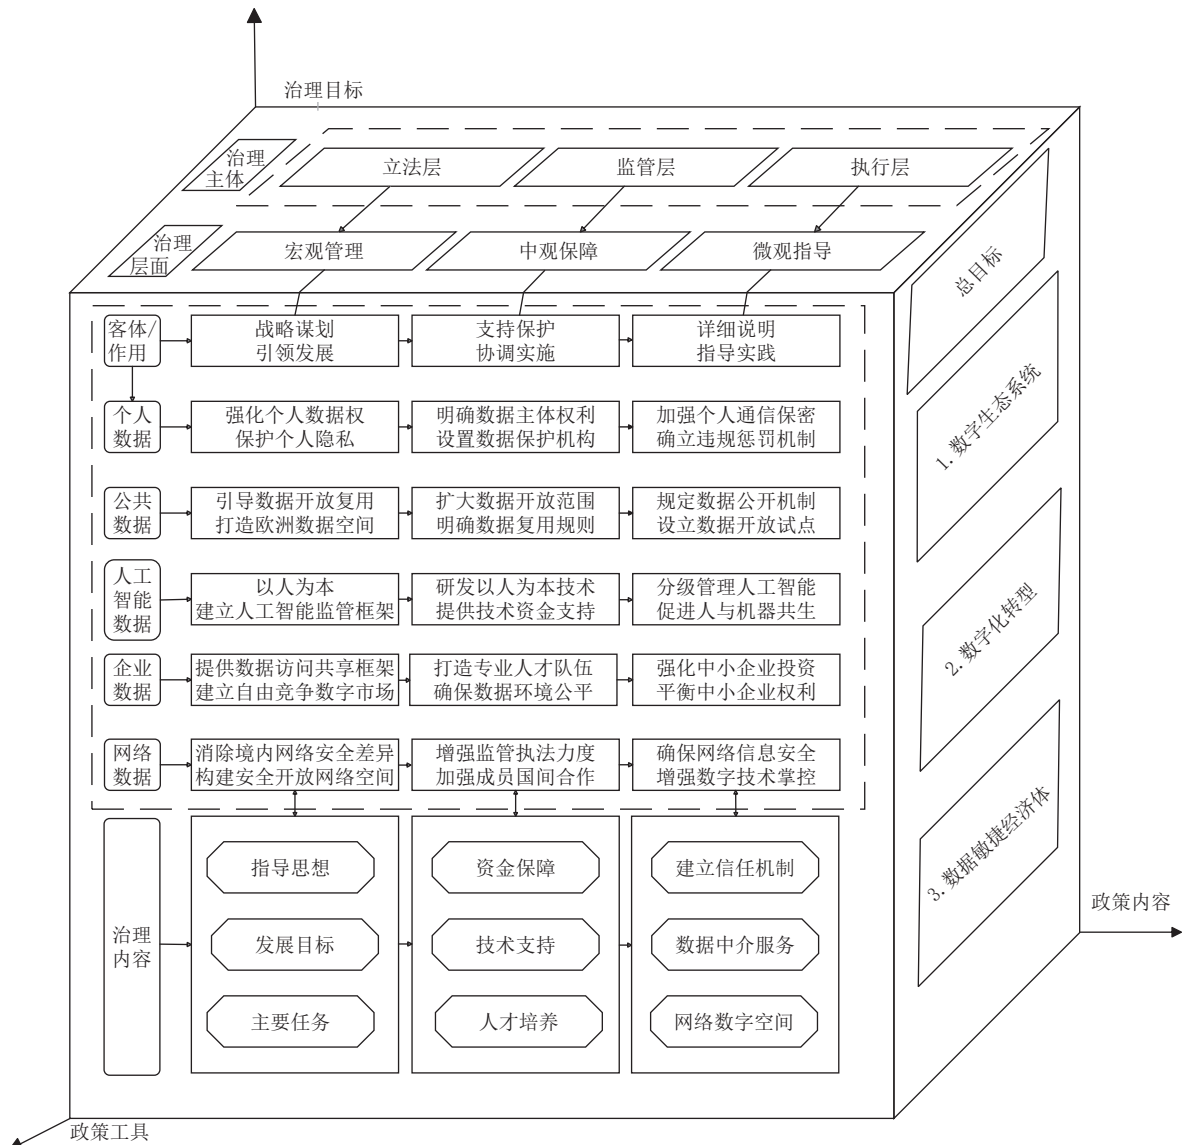 治理目标
治理
主体
立法层
监管层
执行层
治理
层面
宏观管理
中观保障
微观指导
总目标
客体/
作用
战略谋划
引领发展
支持保护
协调实施
详细说明
指导实践
个人
数据
强化个人数据权
保护个人隐私
明确数据主体权利
设置数据保护机构
加强个人通信保密
确立违规惩罚机制
1. 数字生态系统
公共
数据
引导数据开放复用
打造欧洲数据空间
扩大数据开放范围
明确数据复用规则
规定数据公开机制
设立数据开放试点
人工
智能
数据
以人为本
建立人工智能监管框架
研发以人为本技术
提供技术资金支持
分级管理人工智能
促进人与机器共生
2. 数字化转型
企业
数据
提供数据访问共享框架
建立自由竞争数字市场
打造专业人才队伍
确保数据环境公平
强化中小企业投资
平衡中小企业权利
网络
数据
消除境内网络安全差异
构建安全开放网络空间
增强监管执法力度
加强成员国间合作
确保网络信息安全
增强数字技术掌控
3. 数据敏捷经济体
治理
内容
指导思想
发展目标
主要任务
资金保障
技术支持
人才培养
建立信任机制
数据中介服务
网络数字空间
政策内容
政策工具